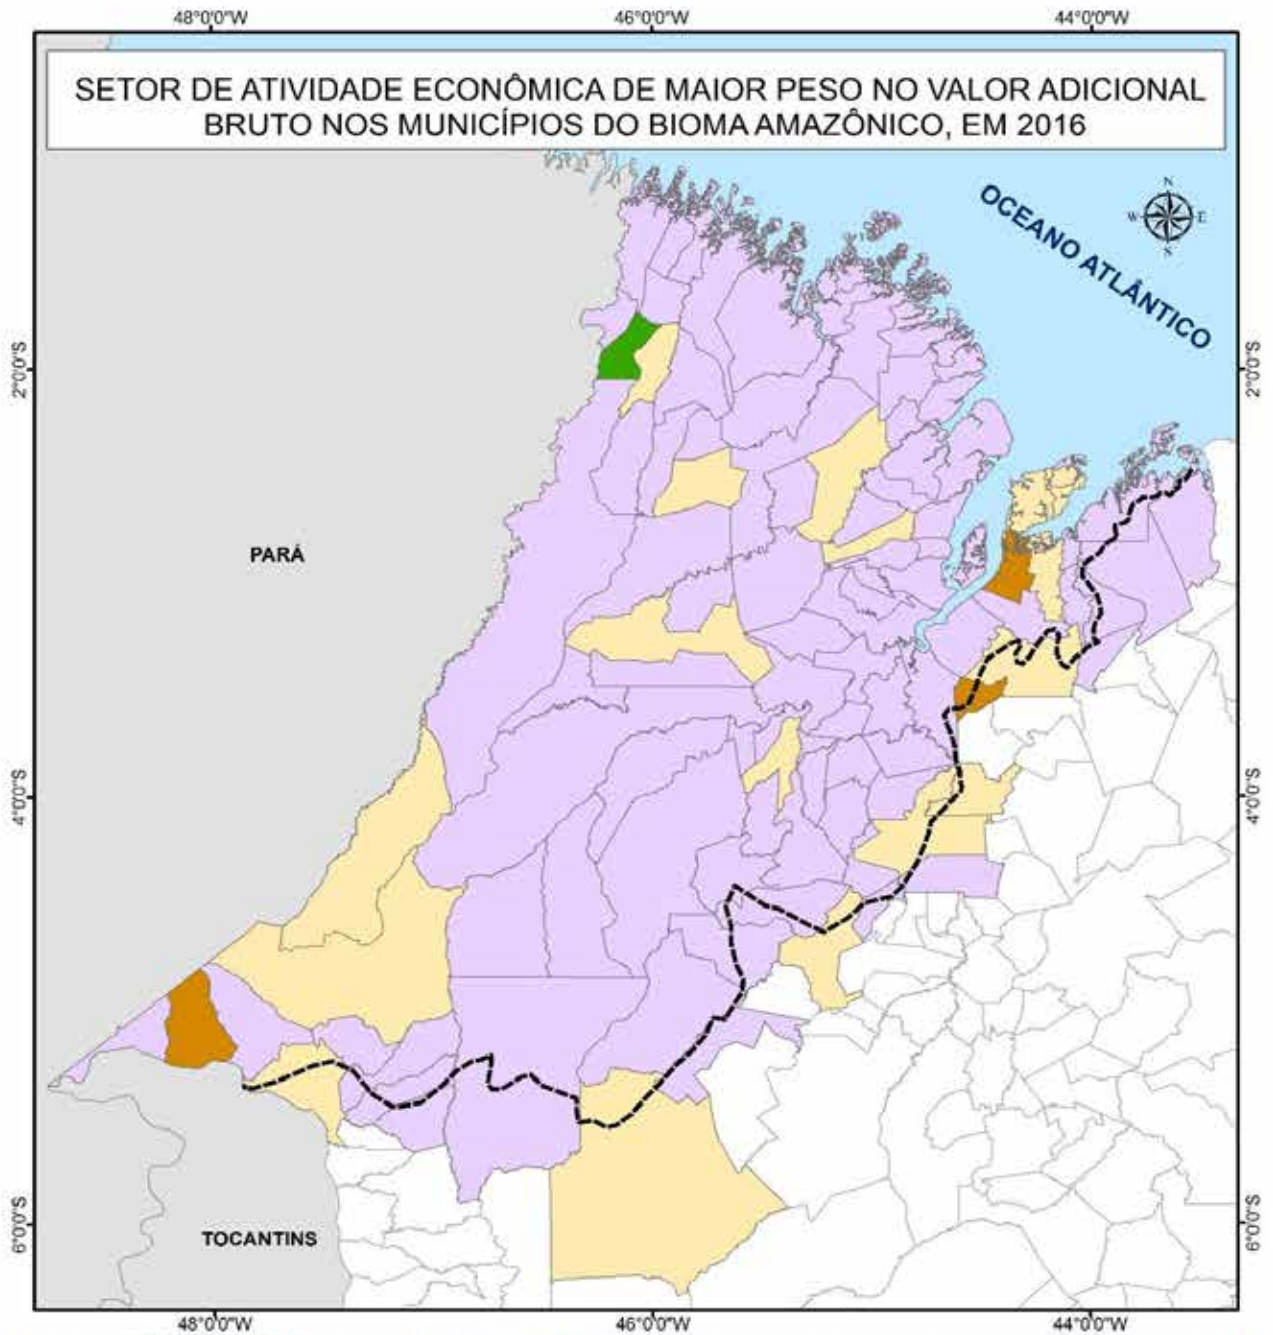 48°0'0"W 46°0'0"W 44°0'0"W
SETOR DE ATIVIDADE ECONÔMICA DE MAIOR PESO NO VALOR ADICIONAL
BRUTO NOS MUNICÍPIOS DO BIOMA AMAZÔNICO, EM 2016
N
W E
S
OCEANO ATLÂNTICO
2°0'0"S 2°0'0"S
PARÁ
4°0'0"S 4°0'0"S
6°0'0"S 6°0'0"S
TOCANTINS
48°0'0"W 46°0'0"W 44°0'0"W